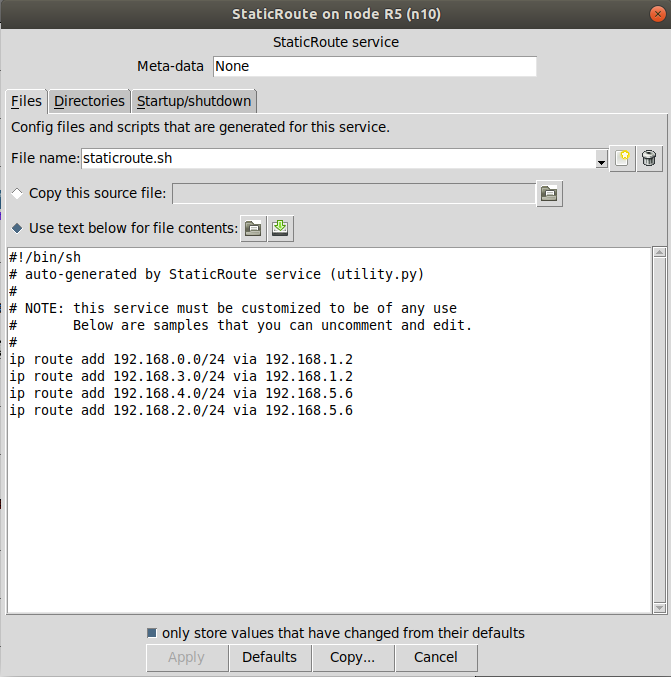 StaticRoute on node R5 (n10)
StaticRoute service
Meta-data None
Files Directories Startup/shutdown
Config files and scripts that are generated for this service.
File name: staticroute.sh
Copy this source file:
Use text below for file contents:
#!/bin/sh
# auto-generated by StaticRoute service (utility.py)
#
# NOTE: this service must be customized to be of any use
#       Below are samples that you can uncomment and edit.
#
ip route add 192.168.0.0/24 via 192.168.1.2
ip route add 192.168.3.0/24 via 192.168.1.2
ip route add 192.168.4.0/24 via 192.168.5.6
ip route add 192.168.2.0/24 via 192.168.5.6
only store values that have changed from their defaults
Apply Defaults Copy... Cancel